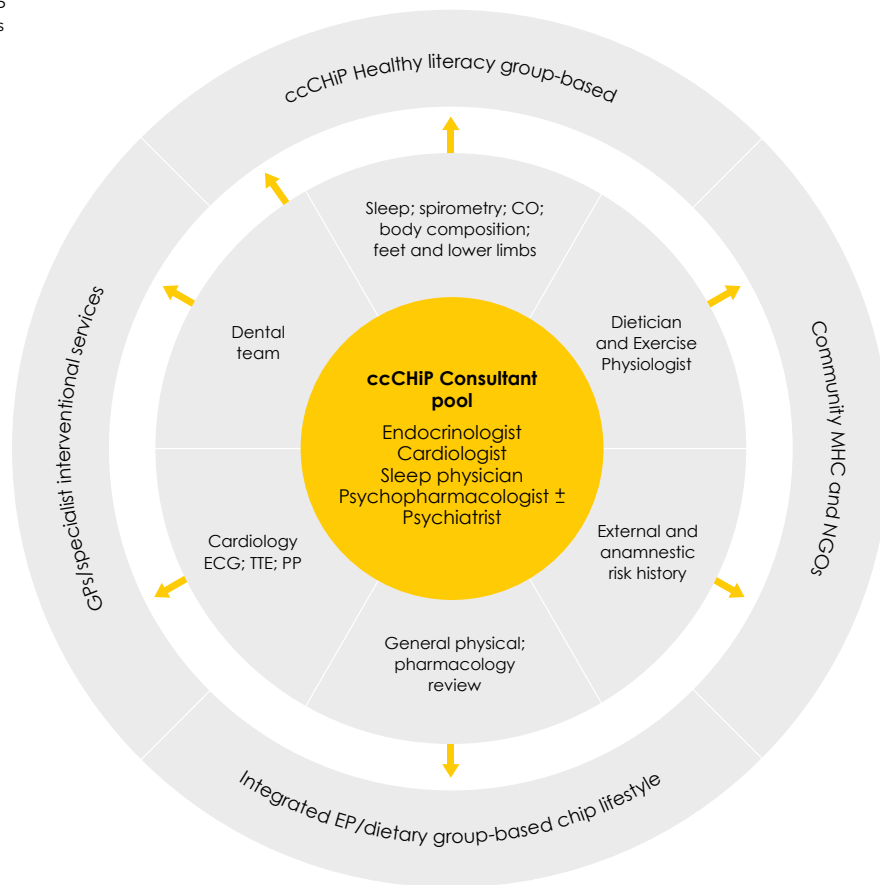 ccCHiP Healthy literacy group-based
Sleep; spirometry; CO;
body composition;
feet and lower limbs
Dental
team
Dietician
and Exercise
Physiologist
ccCHiP Consultant
pool
Endocrinologist
Cardiologist
Sleep physician
Psychopharmacologist ±
Psychiatrist
GPs/specialist interventional services
Community MHC and NGOs
Cardiology
ECG; TTE; PP
External and
anamnestic
risk history
General physical;
pharmacology
review
Integrated EP/dietary group-based chip lifestyle